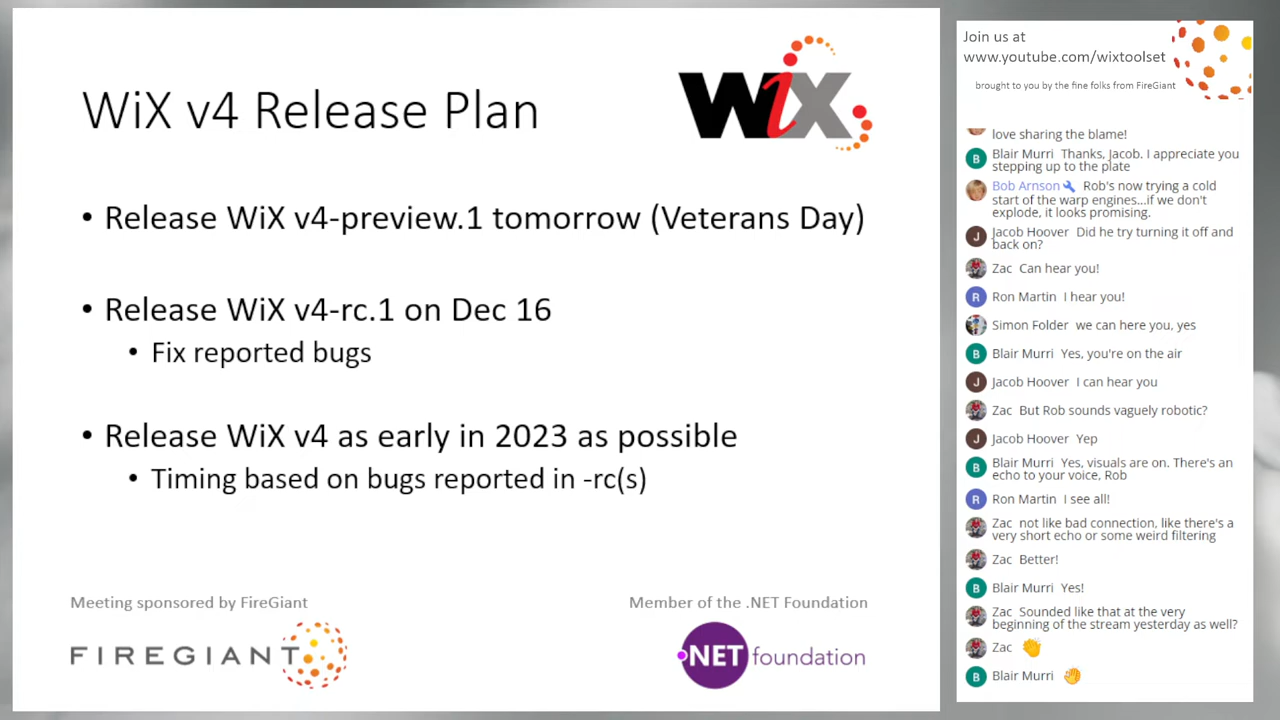 WiX v4 Release Plan
WiX
• Release WiX v4-preview.1 tomorrow (Veterans Day)
• Release WiX v4-rc.1 on Dec 16
• Fix reported bugs
• Release WiX v4 as early in 2023 as possible
• Timing based on bugs reported in -rc(s)
Meeting sponsored by FireGiant
FIREGIANT
Member of the .NET Foundation
.NET foundation
Join us at
www.youtube.com/wixtoolset
brought to you by the fine folks from FireGiant
love sharing the blame!
B Blair Murri Thanks, Jacob. I appreciate you
stepping up to the plate
Bob Arnson Rob's now trying a cold
start of the warp engines...if we don't
explode, it looks promising.
J Jacob Hoover Did he try turning it off and
back on?
Zac Can hear you!
R Ron Martin I hear you!
Simon Folder we can here you, yes
B Blair Murri Yes, you're on the air
J Jacob Hoover I can hear you
Zac But Rob sounds vaguely robotic?
J Jacob Hoover Yep
B Blair Murri Yes, visuals are on. There's an
echo to your voice, Rob
R Ron Martin I see all!
Zac not like bad connection, like there's a
very short echo or some weird filtering
Zac Better!
B Blair Murri Yes!
Zac Sounded like that at the very
beginning of the stream yesterday as well?
Zac 👏
B Blair Murri 👏